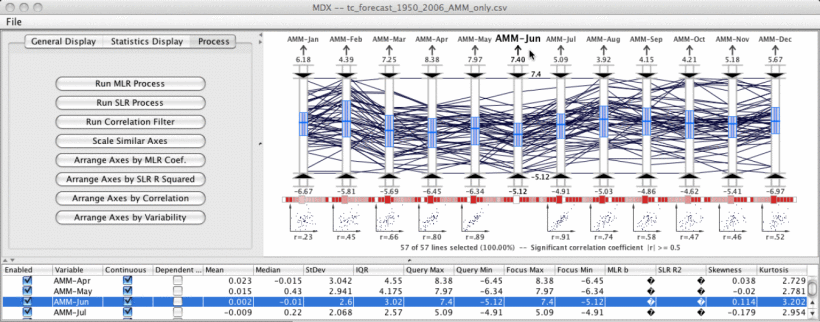 MDX -- tc_forecast_1950_2006_AMM_only.csv
File
General Display Statistics Display Process
Run MLR Process
Run SLR Process
Run Correlation Filter
Scale Similar Axes
Arrange Axes by MLR Coef.
Arrange Axes by SLR R Squared
Arrange Axes by Correlation
Arrange Axes by Variability
AMM-Jan AMM-Feb AMM-Mar AMM-Apr AMM-May AMM-Jun AMM-Jul AMM-Aug AMM-Sep AMM-Oct AMM-Nov AMM-Dec
6.18 4.39 7.25 8.38 7.97 7.40 5.09 3.92 4.15 4.21 5.18 5.67
7.4
-5.12
-6.67 -5.81 -5.69 -6.45 -6.34 -5.12 -4.91 -5.03 -4.86 -4.62 -5.41 -6.97
r=.23 r=.45 r=.66 r=.80 r=.89 r=.91 r=.74 r=.58 r=.47 r=.46 r=.52
57 of 57 lines selected (100.00%) -- Significant correlation coefficient |r| >= 0.5
Enabled Variable Continuous Dependent ... Mean Median StDev IQR Query Max Query Min Focus Max Focus Min MLR b SLR R2 Skewness Kurtosis
AMM-Apr 0.023 -0.015 3.042 4.55 8.38 -6.45 8.38 -6.45 � � 0.038 2.729
AMM-May 0.015 0.43 2.941 4.175 7.97 -6.34 7.97 -6.34 � � -0.02 2.781
AMM-Jun 0.002 -0.01 2.6 3.02 7.4 -5.12 7.4 -5.12 � � 0.114 3.202
AMM-Jul -0.009 0.22 2.068 2.57 5.09 -4.91 5.09 -4.91 � � -0.179 2.954